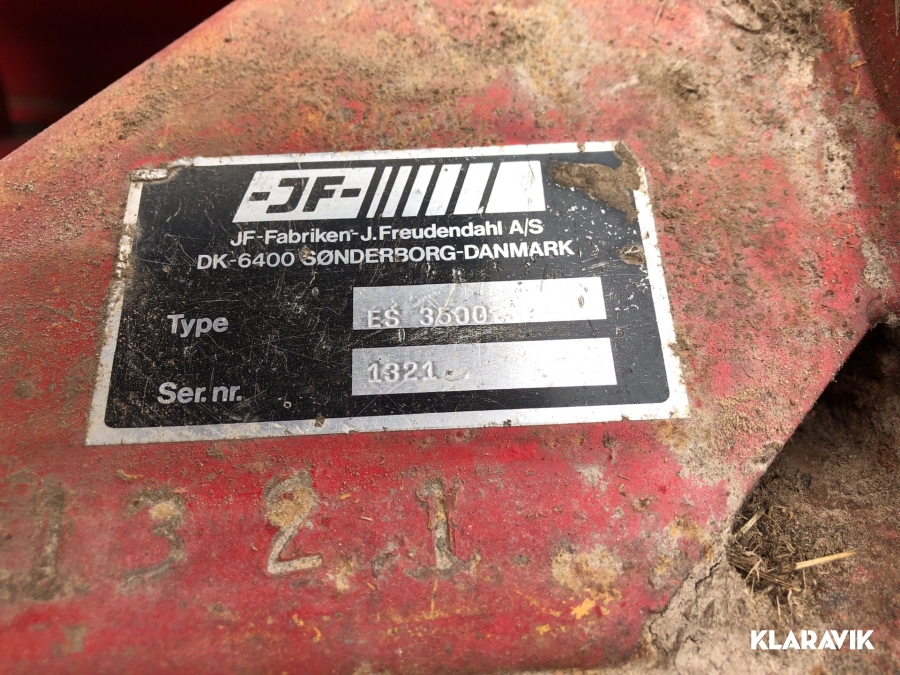 -JF-
JF-Fabriken-J.Freudendahl A/S
DK-6400 SØNDERBORG-DANMARK
Type ES 3500
Ser. nr. 1321
1321
KLARAVIK